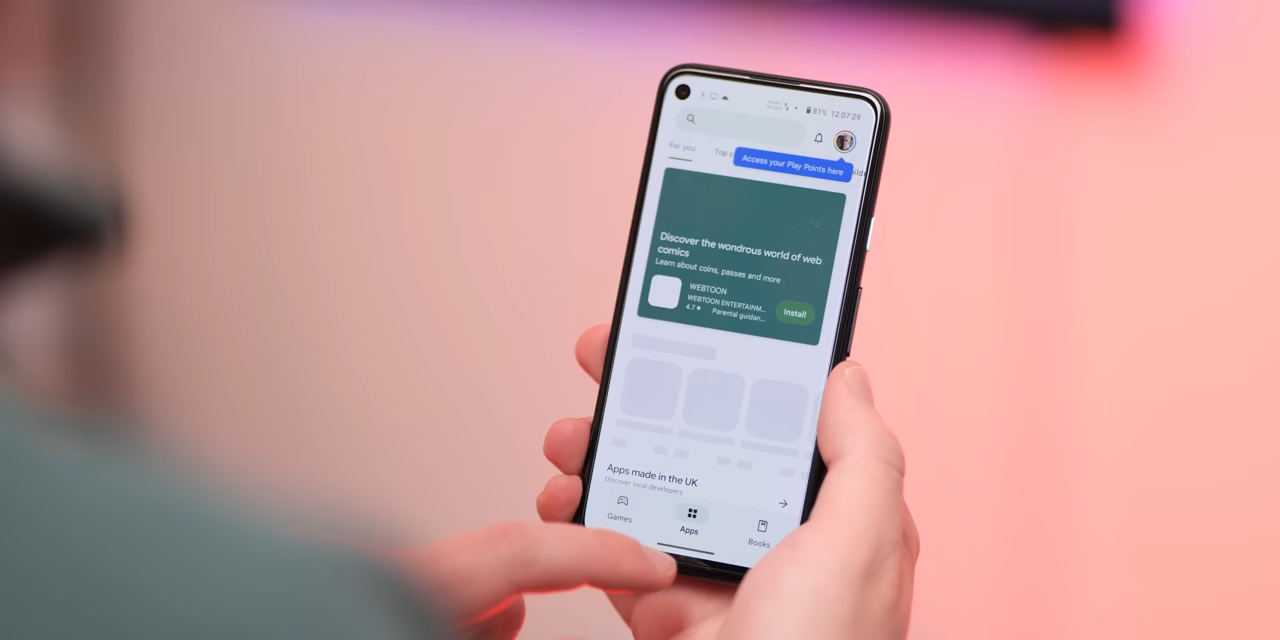 81% 12:07:29
For you
Top c
Access your Play Points here
Discover the wondrous world of web
comics
Learn about coins, passes and more
WEBTOON
WEBTOON ENTERTAINM...
4.7★ Parental guidan...
Install
Apps made in the UK
Discover local developers
Games
Apps
Books